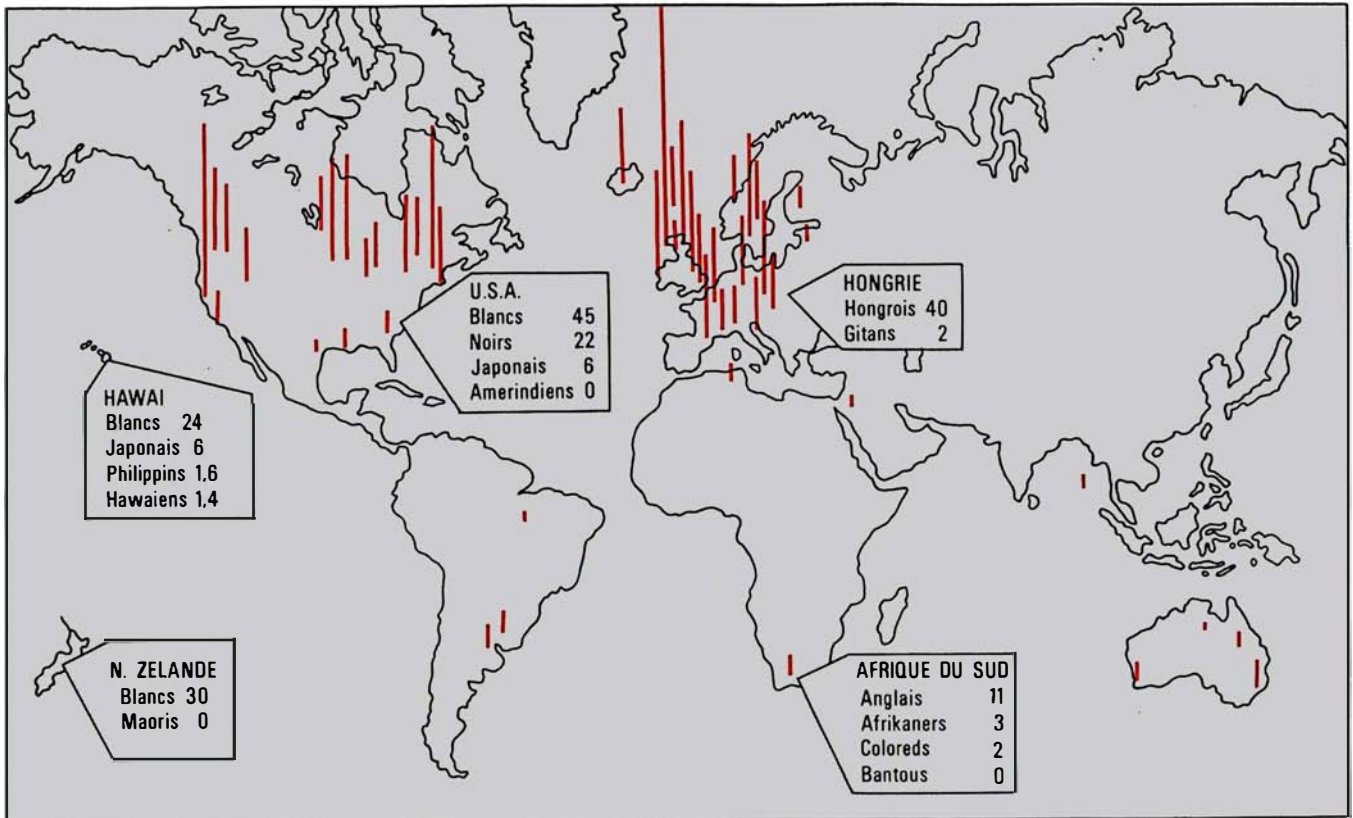 U.S.A.
Blancs 45
Noirs 22
Japonais 6
Amerindiens 0
HONGRIE
Hongrois 40
Gitans 2
HAWAI
Blancs 24
Japonais 6
Philippins 1,6
Hawaiens 1,4
N. ZELANDE
Blancs 30
Maoris 0
AFRIQUE DU SUD
Anglais 11
Afrikaners 3
Coloreds 2
Bantous 0